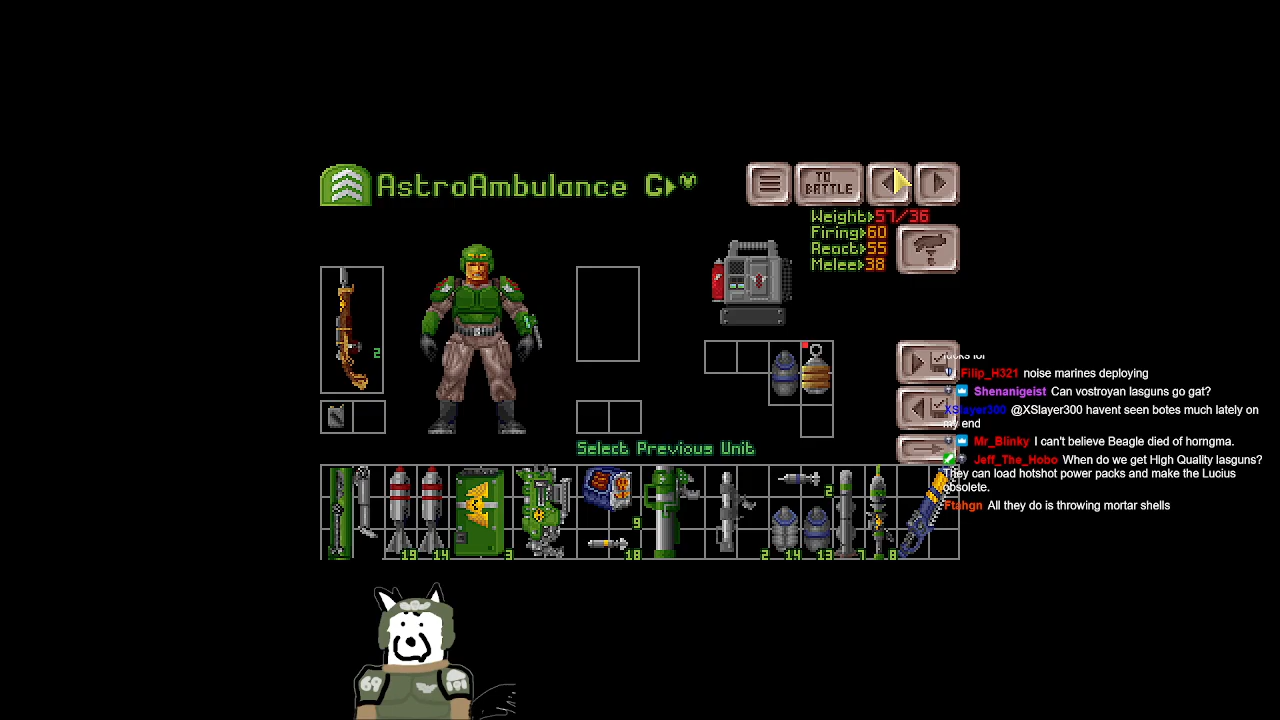 AstroAmbulance G
TO
BATTLE
Weight 57/36
Firing 60
React 55
Melee 38
2
Select Previous Unit
Filip_H321 noise marines deploying
Shenanigeist Can vostroyan lasguns go gat?
XSlayer300 @XSlayer300 havent seen botes much lately on
my end
Mr_Blinky I can't believe Beagle died of horngma.
Jeff_The_Hobo When do we get HIgh Quality lasguns?
They can load hotshot power packs and make the Lucius
obsolete.
Ftahgn All they do is throwing mortar shells
9
2
19 14 3 18 2 14 13 7 8
69